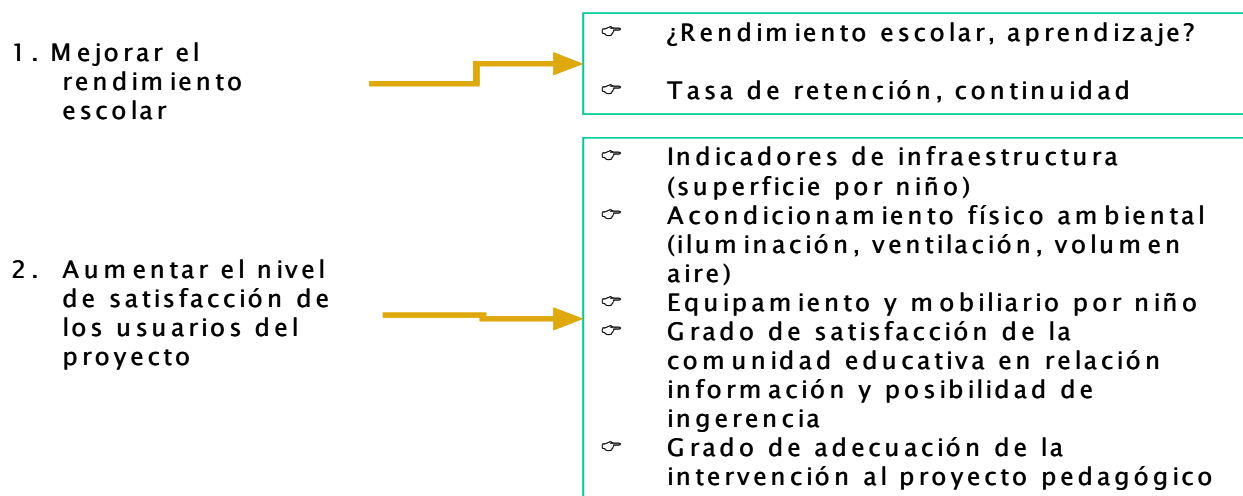 1. Mejorar el
rendimiento
escolar
☞ ¿Rendimiento escolar, aprendizaje?
☞ Tasa de retención, continuidad
2. Aumentar el nivel
de satisfacción de
los usuarios del
proyecto
☞ Indicadores de infraestructura
(superficie por niño)
☞ Acondicionamiento físico ambiental
(iluminación, ventilación, volumen
aire)
☞ Equipamiento y mobiliario por niño
☞ Grado de satisfacción de la
comunidad educativa en relación
información y posibilidad de
ingerencia
☞ Grado de adecuación de la
intervención al proyecto pedagógico